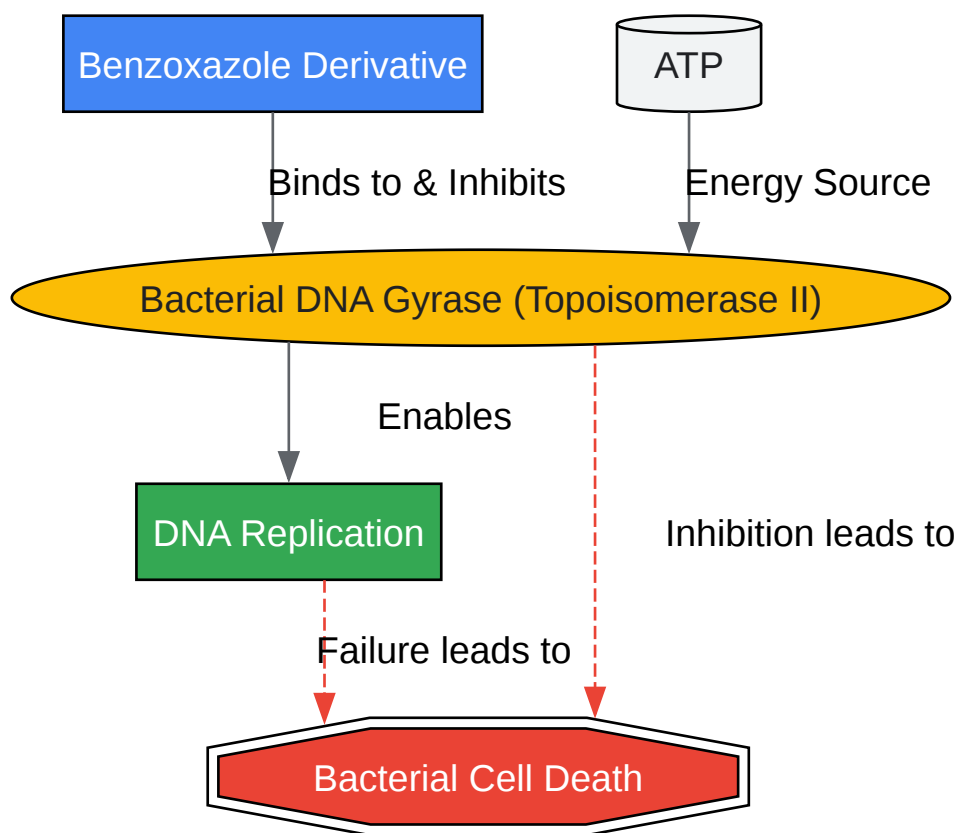 Benzoxazole Derivative
ATP
Binds to & Inhibits
Energy Source
Bacterial DNA Gyrase (Topoisomerase II)
Enables
DNA Replication
Inhibition leads to
Failure leads to
Bacterial Cell Death